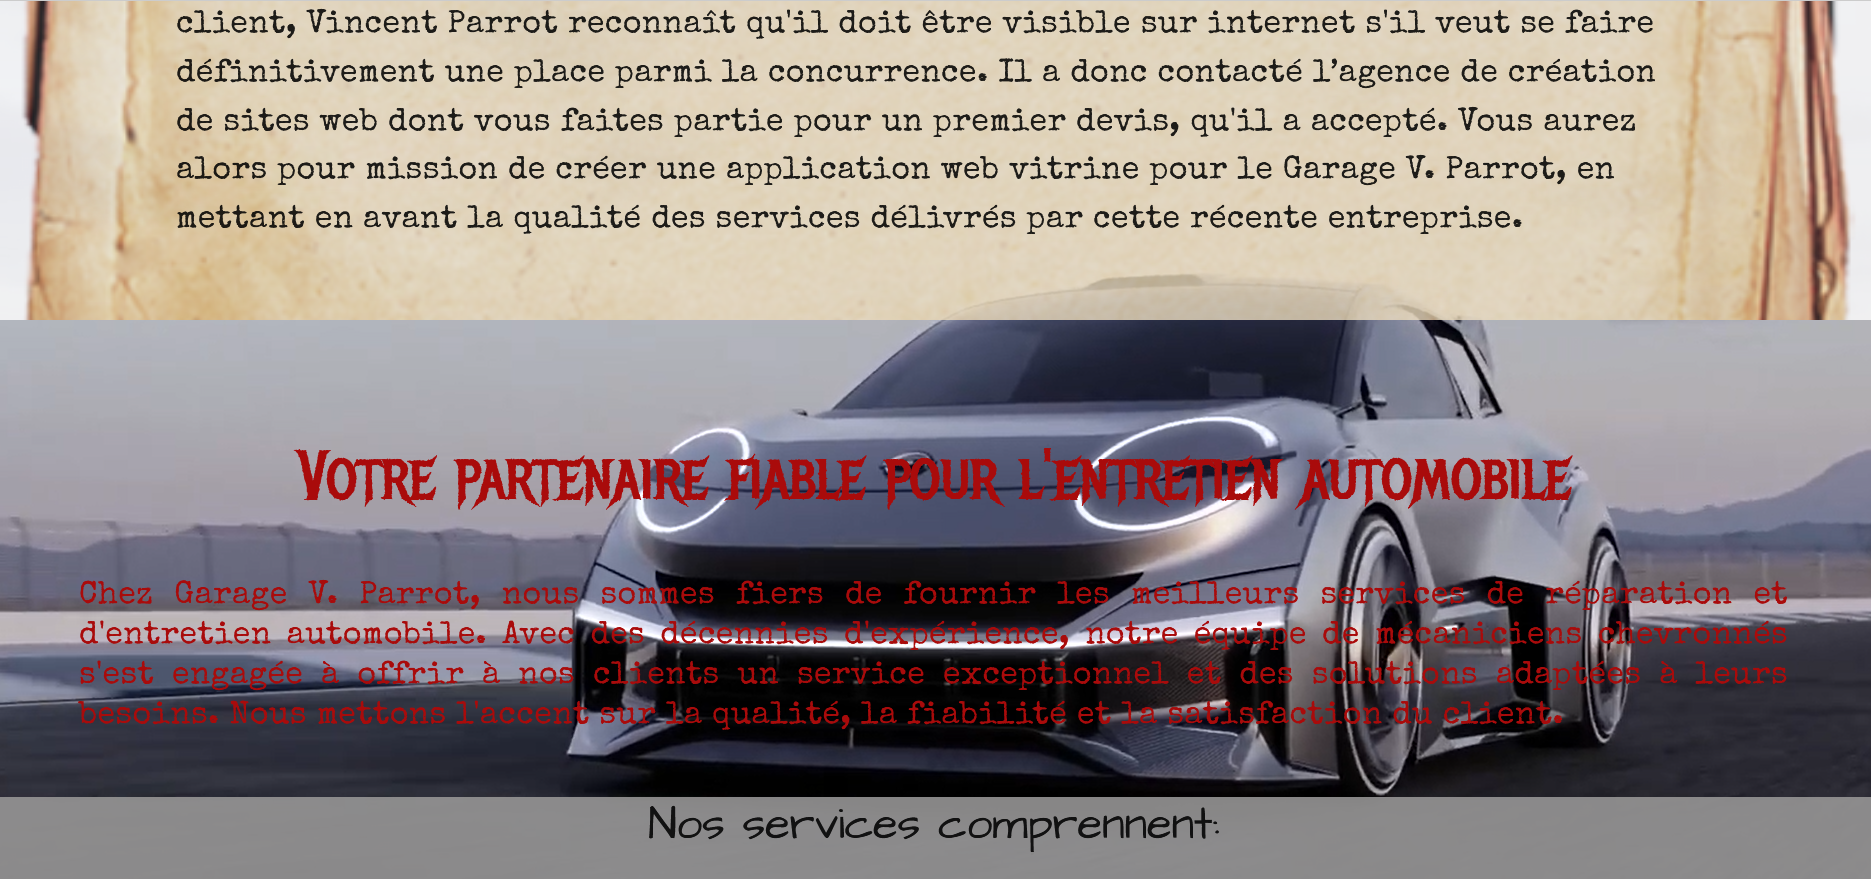 client, Vincent Parrot reconnaît qu'il doit être visible sur internet s'il veut se faire
définitivement une place parmi la concurrence. Il a donc contacté l’agence de création
de sites web dont vous faites partie pour un premier devis, qu'il a accepté. Vous aurez
alors pour mission de créer une application web vitrine pour le Garage V. Parrot, en
mettant en avant la qualité des services délivrés par cette récente entreprise.
Votre partenaire fiable pour l'entretien automobile
Chez Garage V. Parrot, nous sommes fiers de fournir les meilleurs services de réparation et
d'entretien automobile. Avec des décennies d'expérience, notre équipe de mécaniciens chevronnés
s'est engagée à offrir à nos clients un service exceptionnel et des solutions adaptées à leurs
besoins. Nous mettons l'accent sur la qualité, la fiabilité et la satisfaction du client.
Nos services comprennent: